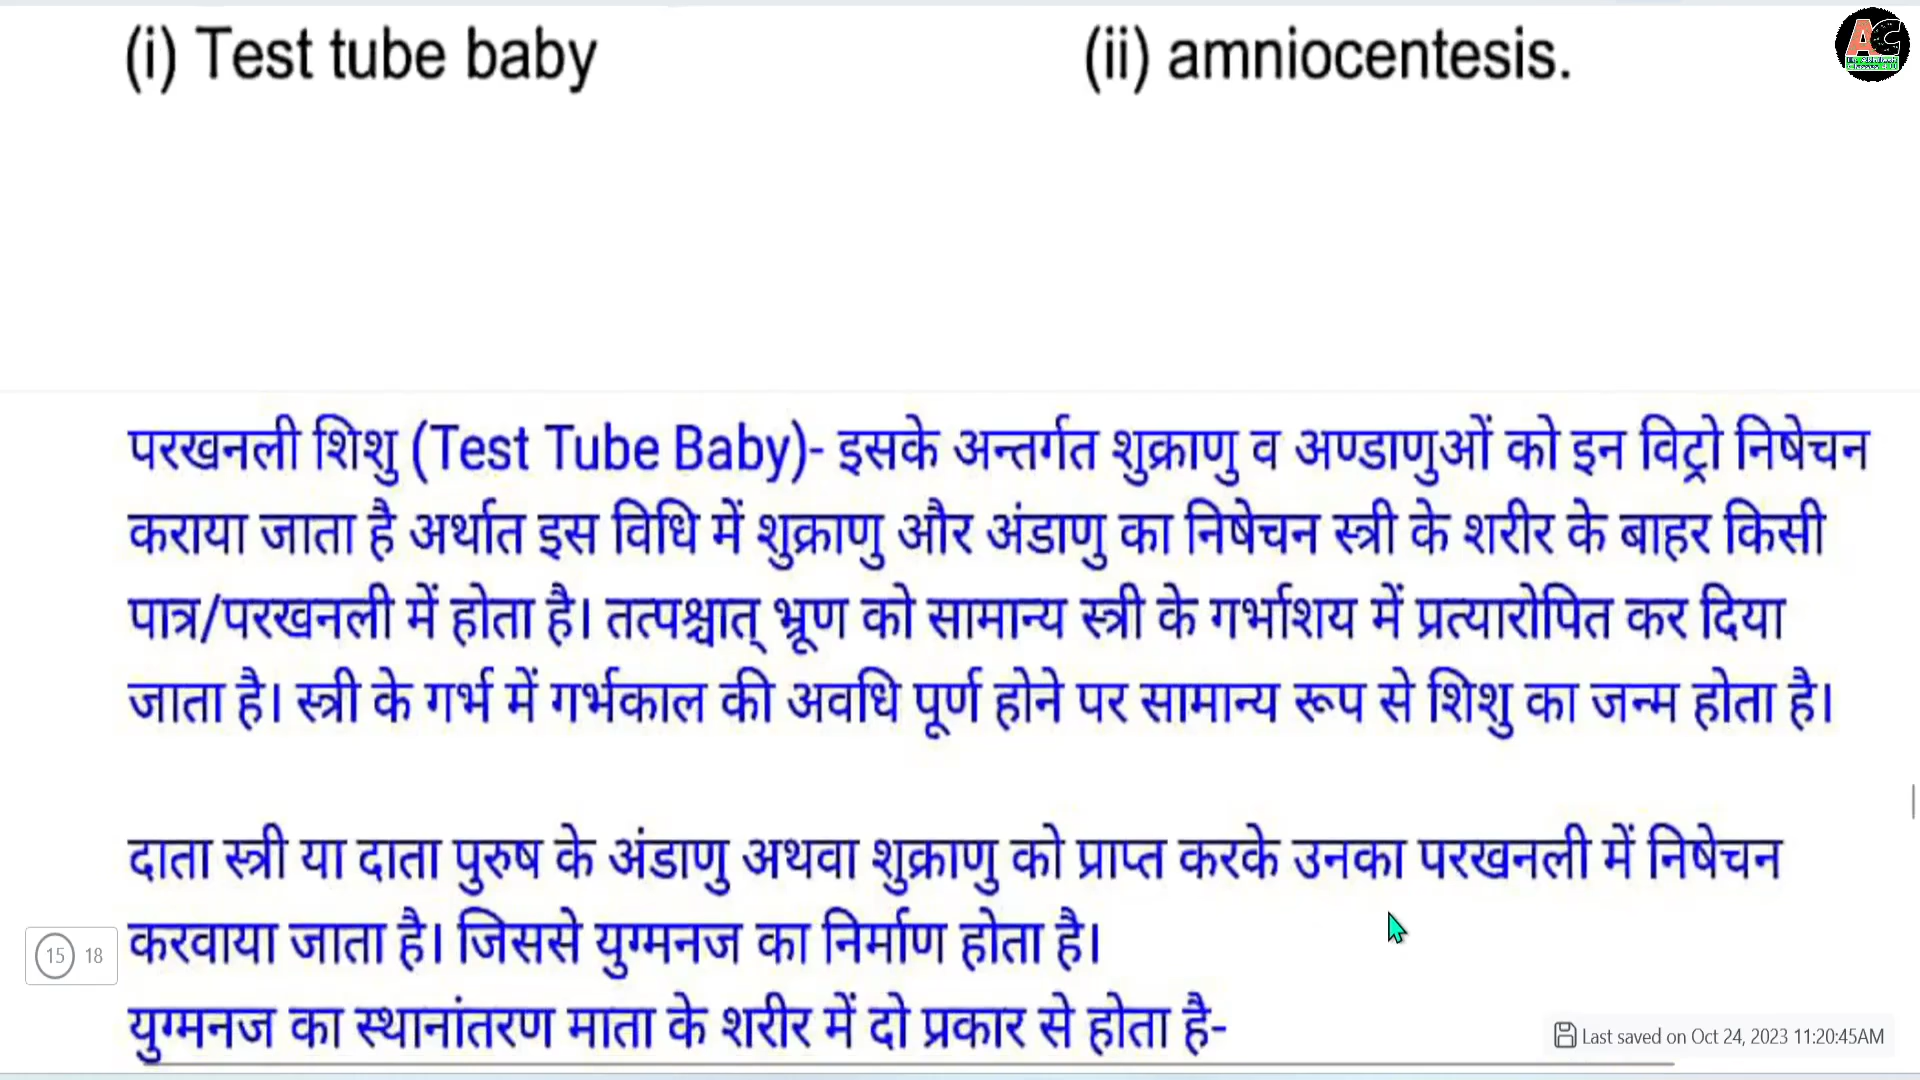 (i) Test tube baby (ii) amniocentesis.
AC
परखनली शिशु (Test Tube Baby)- इसके अन्तर्गत शुक्राणु व अण्डाणुओं को इन विट्रो निषेचन
कराया जाता है अर्थात इस विधि में शुक्राणु और अंडाणु का निषेचन स्त्री के शरीर के बाहर किसी
पात्र/परखनली में होता है। तत्पश्चात् भ्रूण को सामान्य स्त्री के गर्भाशय में प्रत्यारोपित कर दिया
जाता है। स्त्री के गर्भ में गर्भकाल की अवधि पूर्ण होने पर सामान्य रूप से शिशु का जन्म होता है।
दाता स्त्री या दाता पुरुष के अंडाणु अथवा शुक्राणु को प्राप्त करके उनका परखनली में निषेचन
करवाया जाता है। जिससे युग्मनज का निर्माण होता है।
15 18
युग्मनज का स्थानांतरण माता के शरीर में दो प्रकार से होता है-
Last saved on Oct 24, 2023 11:20:45AM